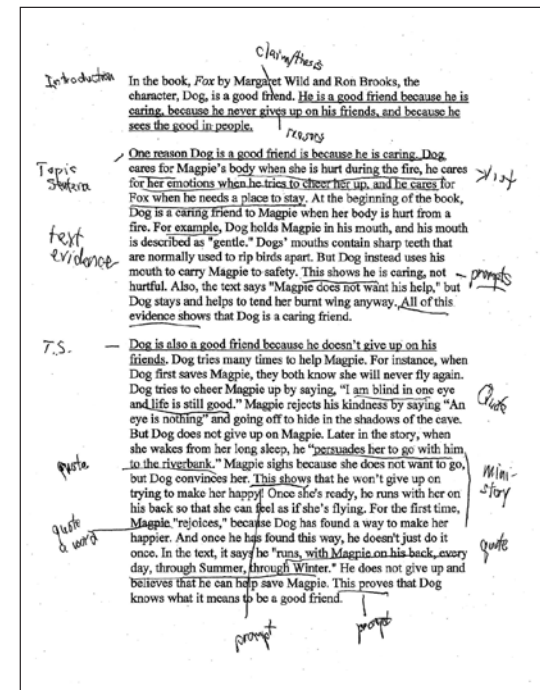 claim/thesis
Introduction
In the book, Fox by Margaret Wild and Ron Brooks, the
character, Dog, is a good friend. He is a good friend because he is
caring, because he never gives up on his friends, and because he
sees the good in people.
reasons
Topic
One reason Dog is a good friend is because he is caring. Dog
cares for Magpie's body when she is hurt during the fire, he cares
for her emotions when he tries to cheer her up, and he cares for
Fox when he needs a place to stay. At the beginning of the book,
list
Dog is a caring friend to Magpie when her body is hurt from a
fire. For example, Dog holds Magpie in his mouth, and his mouth
is described as "gentle." Dogs' mouths contain sharp teeth that
are normally used to rip birds apart. But Dog instead uses his
mouth to carry Magpie to safety. This shows he is caring, not
hurtful. Also, the text says "Magpie does not want his help," but
Dog stays and helps to tend her burnt wing anyway. All of this
evidence shows that Dog is a caring friend.
text
evidence
prompts
T.S.
Dog is also a good friend because he doesn't give up on his
friends. Dog tries many times to help Magpie. For instance, when
Dog first saves Magpie, they both know she will never fly again.
Dog tries to cheer Magpie up by saying, "I am blind in one eye
and life is still good." Magpie rejects his kindness by saying "An
eye is nothing" and going off to hide in the shadows of the cave.
But Dog does not give up on Magpie. Later in the story, when
she wakes from her long sleep, he "persuades her to go with him
to the riverbank." Magpie sighs because she does not want to go,
but Dog convinces her. This shows that he won't give up on
trying to make her happy! Once she's ready, he runs with her on
his back so that she can feel as if she's flying. For the first time,
Magpie "rejoices," because Dog has found a way to make her
happier. And once he has found this way, he doesn't just do it
once. In the text, it says he "runs, with Magpie on his back, every
day, through Summer, through Winter." He does not give up and
believes that he can help save Magpie. This proves that Dog
knows what it means to be a good friend.
Quote
quote
mini-
story
quote
a word
quote
prompt
prompt